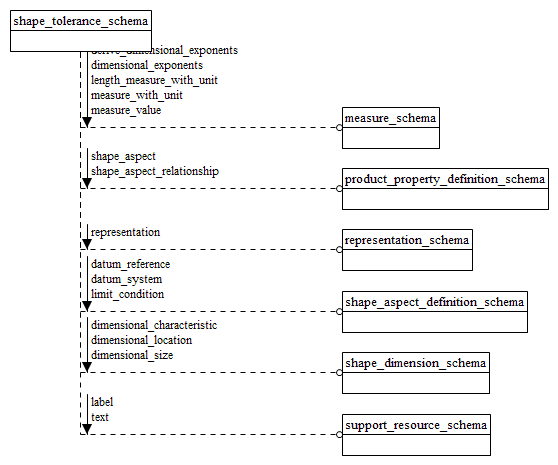 shape_tolerance_schema
derive_dimensional_exponents
dimensional_exponents
length_measure_with_unit
measure_with_unit
measure_value
measure_schema
shape_aspect
shape_aspect_relationship
product_property_definition_schema
representation
representation_schema
datum_reference
datum_system
limit_condition
shape_aspect_definition_schema
dimensional_characteristic
dimensional_location
dimensional_size
shape_dimension_schema
label
text
support_resource_schema